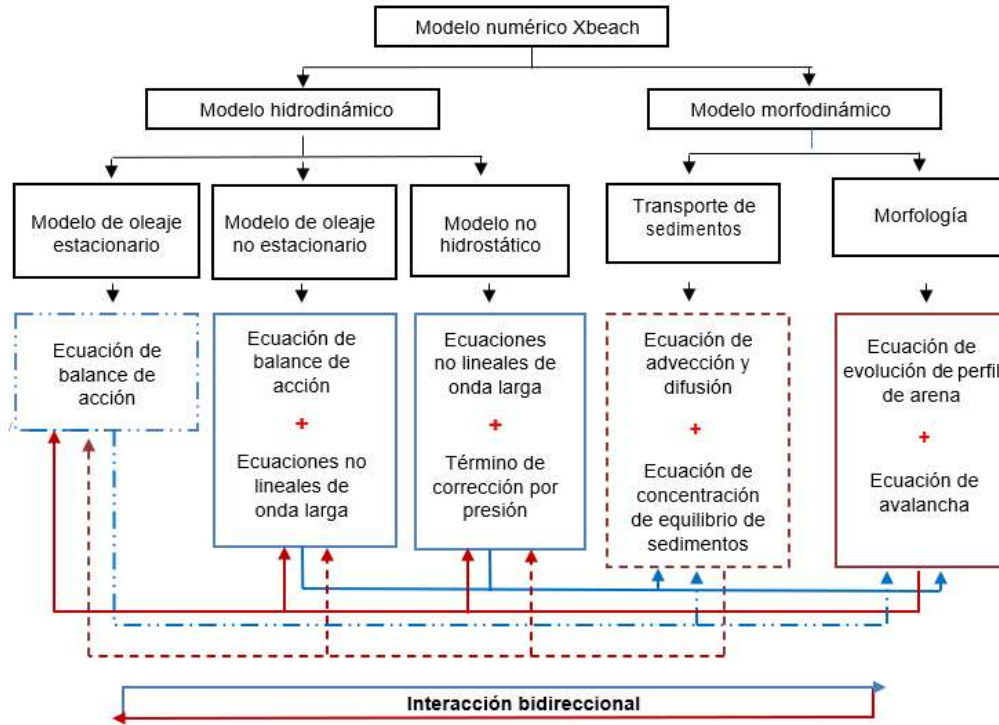 Modelo numérico Xbeach
Modelo hidrodinámico
Modelo morfodinámico
Modelo de oleaje
estacionario
Modelo de oleaje
no estacionario
Modelo no
hidrostático
Transporte de
sedimentos
Morfología
Ecuación de
balance de
acción
Ecuación de
balance de
acción
+
Ecuaciones no
lineales de
onda larga
Ecuaciones
no lineales de
onda larga
+
Término de
corrección por
presión
Ecuación de
advección y
difusión
+
Ecuación de
concentración
de equilibrio de
sedimentos
Ecuación de
evolución de perfil
de arena
+
Ecuación de
avalancha
Interacción bidireccional